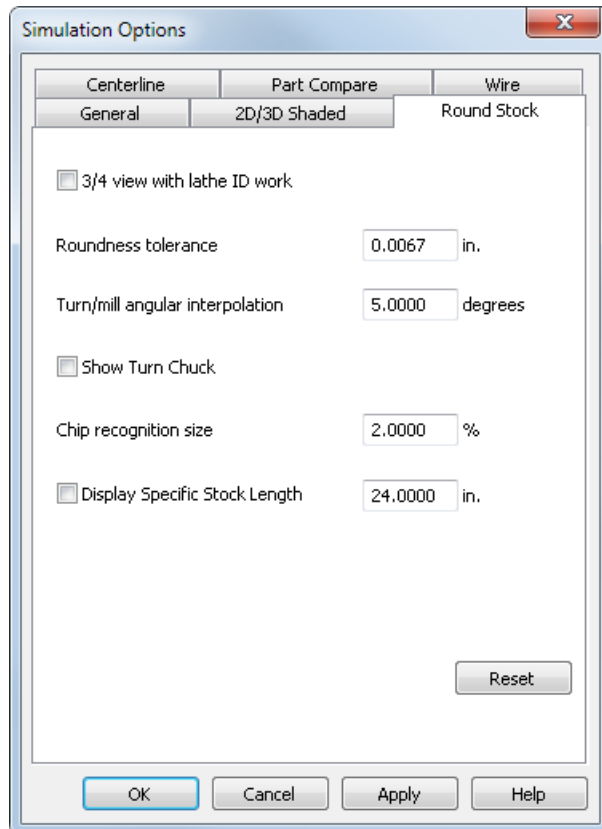 Simulation Options
Centerline Part Compare Wire
General 2D/3D Shaded Round Stock
3/4 view with lathe ID work
Roundness tolerance 0.0067 in.
Turn/mill angular interpolation 5.0000 degrees
Show Turn Chuck
Chip recognition size 2.0000 %
Display Specific Stock Length 24.0000 in.
Reset
OK Cancel Apply Help